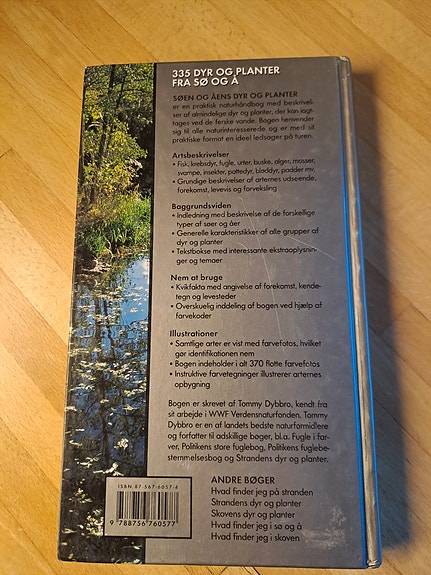 335 DYR OG PLANTER
FRA SØ OG Å
SØEN OG ÅENS DYR OG PLANTER
er en praktisk naturhåndbog med beskrivel-
ser af almindelige dyr og planter, der kan iagt-
tages ved de ferske vande. Bogen henvender
sig til alle naturinteresserede og er med sit
praktiske format en ideel ledsager på turen.
Artsbeskrivelser
• Fisk, krebsdyr, fugle, urter, buske, alger, mosser,
svampe, insekter, pattedyr, bløddyr, padder mv.
• Grundige beskrivelser af arternes udseende,
forekomst, levevis og forveksling
Baggrundsviden
• Indledning med beskrivelse af de forskellige
typer af søer og åer
• Generelle karakteristikker af alle grupper af
dyr og planter
• Tekstbokse med interessante ekstraoplysnin-
ger og temaer
Nem at bruge
• Kvikfakta med angivelse af forekomst, kende-
tegn og levesteder
• Overskuelig inddeling af bogen ved hjælp af
farvekoder
Illustrationer
• Samtlige arter er vist med farvefotos, hvilket
gør identifikationen nem
• Bogen indeholder i alt 370 flotte farvefotos
• Instruktive farvetegninger illustrerer arternes
opbygning
Bogen er skrevet af Tommy Dybbro, kendt fra
sit arbejde i WWF Verdensnaturfonden. Tommy
Dybbro er en af landets bedste naturformidlere
og forfatter til adskillige bøger, bl.a. Fugle i far-
ver, Politikens store fuglebog, Politikens fuglebe-
stemmelsesbog og Strandens dyr og planter.
ISBN 87-567-6057-4
9 788756 760577
ANDRE BØGER
Hvad finder jeg på stranden
Strandens dyr og planter
Skovens dyr og planter
Hvad finder jeg i sø og å
Hvad finder jeg i skoven